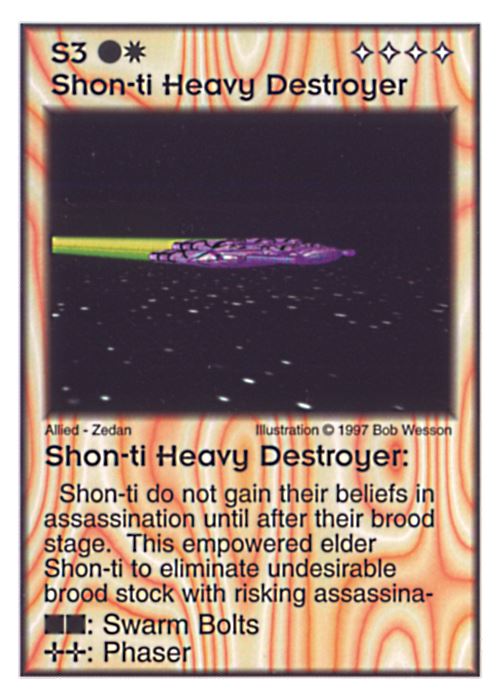 S3
Shon-ti Heavy Destroyer
Allied - Zedan
Illustration © 1997 Bob Wesson
Shon-ti Heavy Destroyer:
Shon-ti do not gain their beliefs in
assassination until after their brood
stage. This empowered elder
Shon-ti to eliminate undesirable
brood stock with risking assassina-
■■: Swarm Bolts
✢✢: Phaser